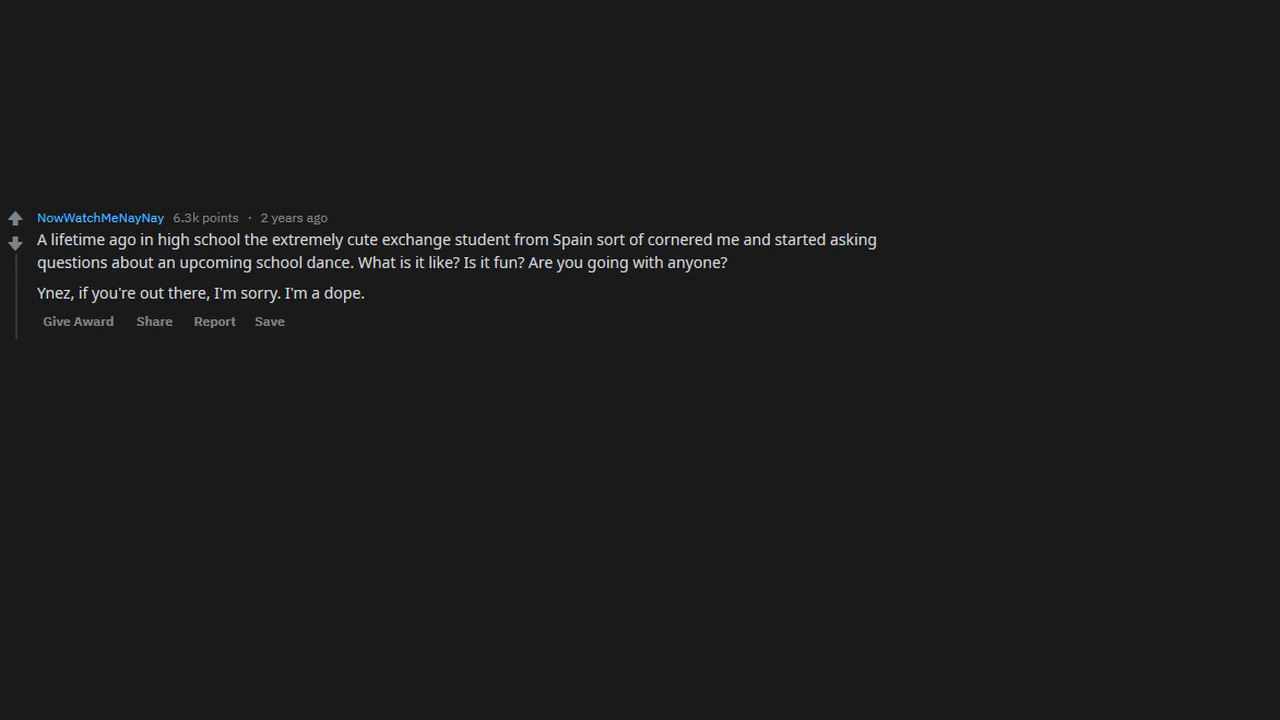 NowWatchMeNayNay 6.3k points · 2 years ago
A lifetime ago in high school the extremely cute exchange student from Spain sort of cornered me and started asking
questions about an upcoming school dance. What is it like? Is it fun? Are you going with anyone?
Ynez, if you're out there, I'm sorry. I'm a dope.
Give Award Share Report Save